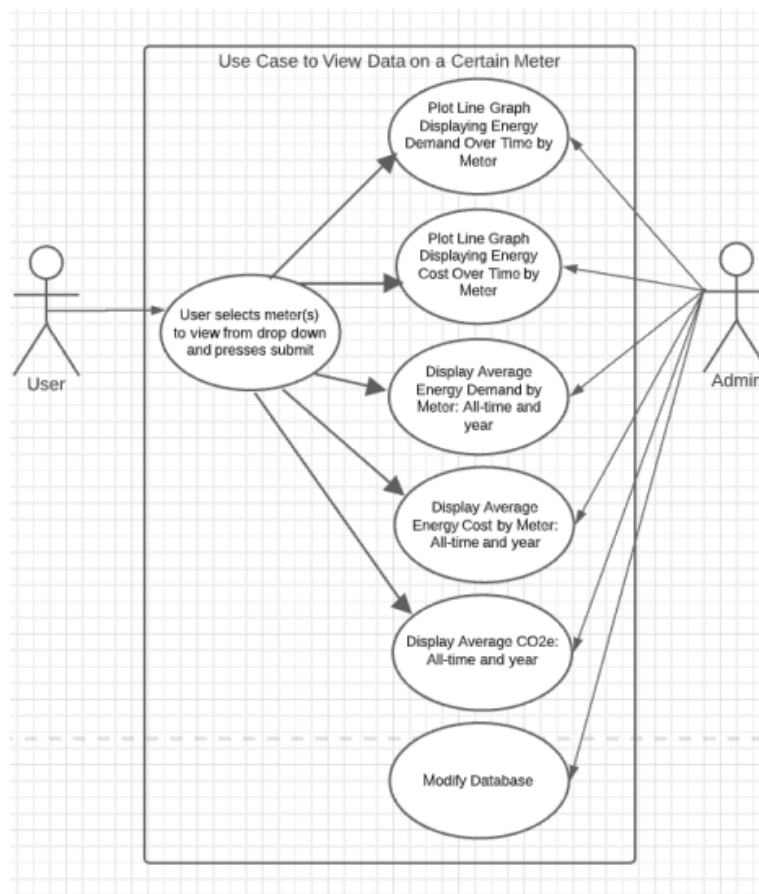 Use Case to View Data on a Certain Meter
Plot Line Graph
Displaying Energy
Demand Over Time by
Meter
Plot Line Graph
Displaying Energy
Cost Over Time by
Meter
User selects meter(s)
to view from drop down
and presses submit
User
Display Average
Energy Demand by
Meter: All-time and
year
Admin
Display Average
Energy Cost by Meter:
All-time and year
Display Average CO2e:
All-time and year
Modify Database